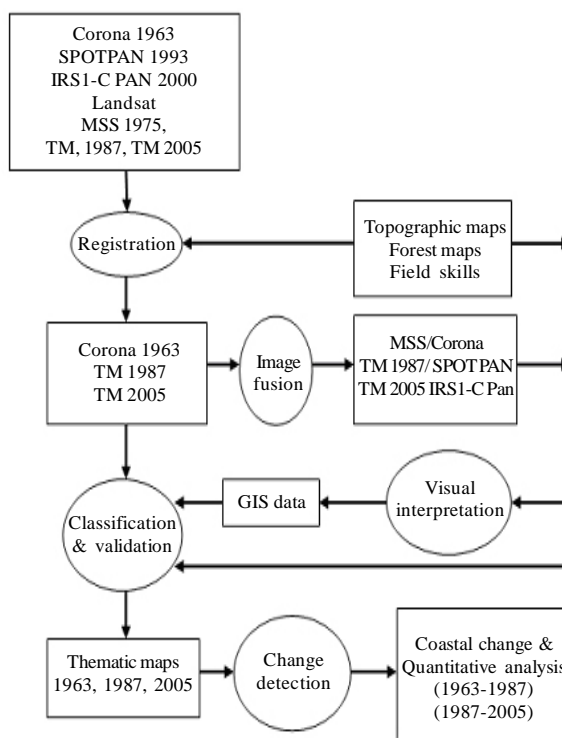 Corona 1963
SPOTPAN 1993
IRS1-C PAN 2000
Landsat
MSS 1975,
TM, 1987, TM 2005
Registration
Topographic maps
Forest maps
Field skills
Corona 1963
TM 1987
TM 2005
Image
fusion
MSS/Corona
TM 1987/ SPOT PAN
TM 2005 IRS1-C Pan
Classification
& validation
GIS data
Visual
interpretation
Thematic maps
1963, 1987, 2005
Change
detection
Coastal change &
Quantitative analysis
(1963-1987)
(1987-2005)